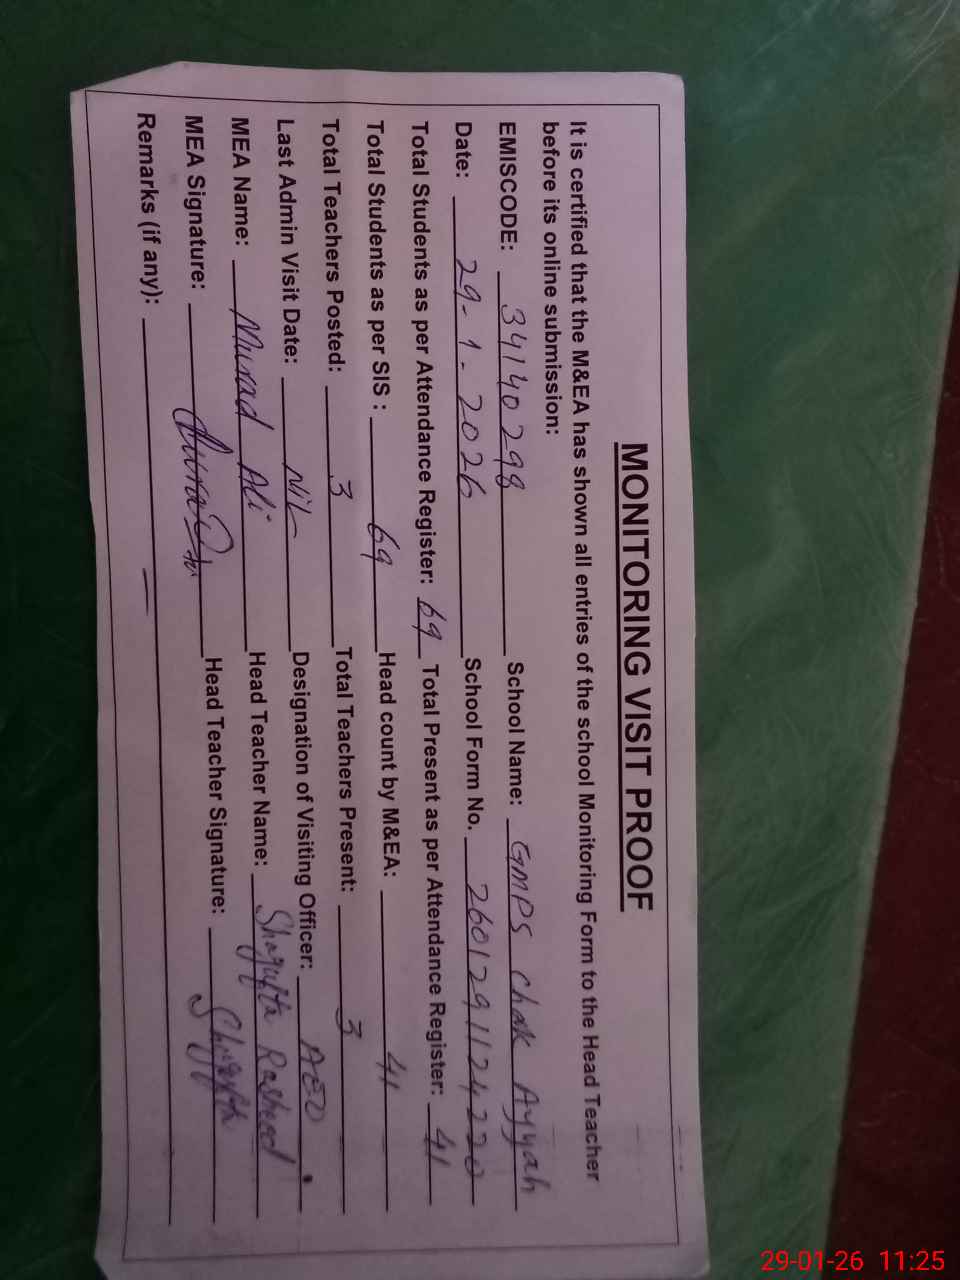 MONITORING VISIT PROOF
It is certified that the M&EA has shown all entries of the school Monitoring Form to the Head Teacher
before its online submission:
EMISCODE: 34140298 School Name: GMPS Chak Ayyah
Date: 29-1-2026 School Form No. 2601291124220
Total Students as per Attendance Register: 69 Total Present as per Attendance Register: 41
Total Students as per SIS : 69 Head count by M&EA: 41
Total Teachers Posted: 3 Total Teachers Present: 3
Last Admin Visit Date: NIL Designation of Visiting Officer: AEO
MEA Name: Murad Ali Head Teacher Name: Shagufta Rasheed
MEA Signature: Head Teacher Signature: Shagufta
Remarks (if any): —
29-01-26 11:25